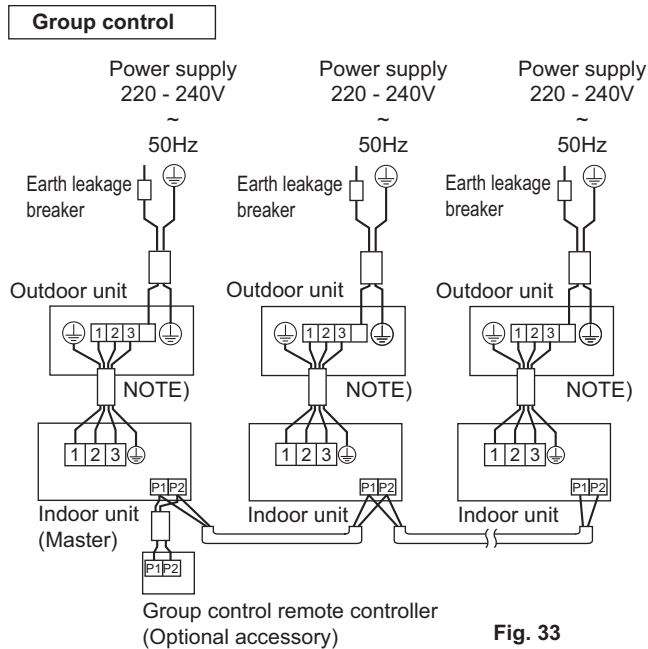 Group control
Power supply
220 - 240V
~
50Hz
Power supply
220 - 240V
~
50Hz
Power supply
220 - 240V
~
50Hz
Earth leakage
breaker
Earth leakage
breaker
Earth leakage
breaker
Outdoor unit
Outdoor unit
Outdoor unit
1 2 3
1 2 3
1 2 3
NOTE)
NOTE)
NOTE)
1 2 3
1 2 3
1 2 3
P1 P2
P1 P2
P1 P2
Indoor unit
(Master)
Indoor unit
Indoor unit
P1 P2
Group control remote controller
(Optional accessory)
Fig. 33